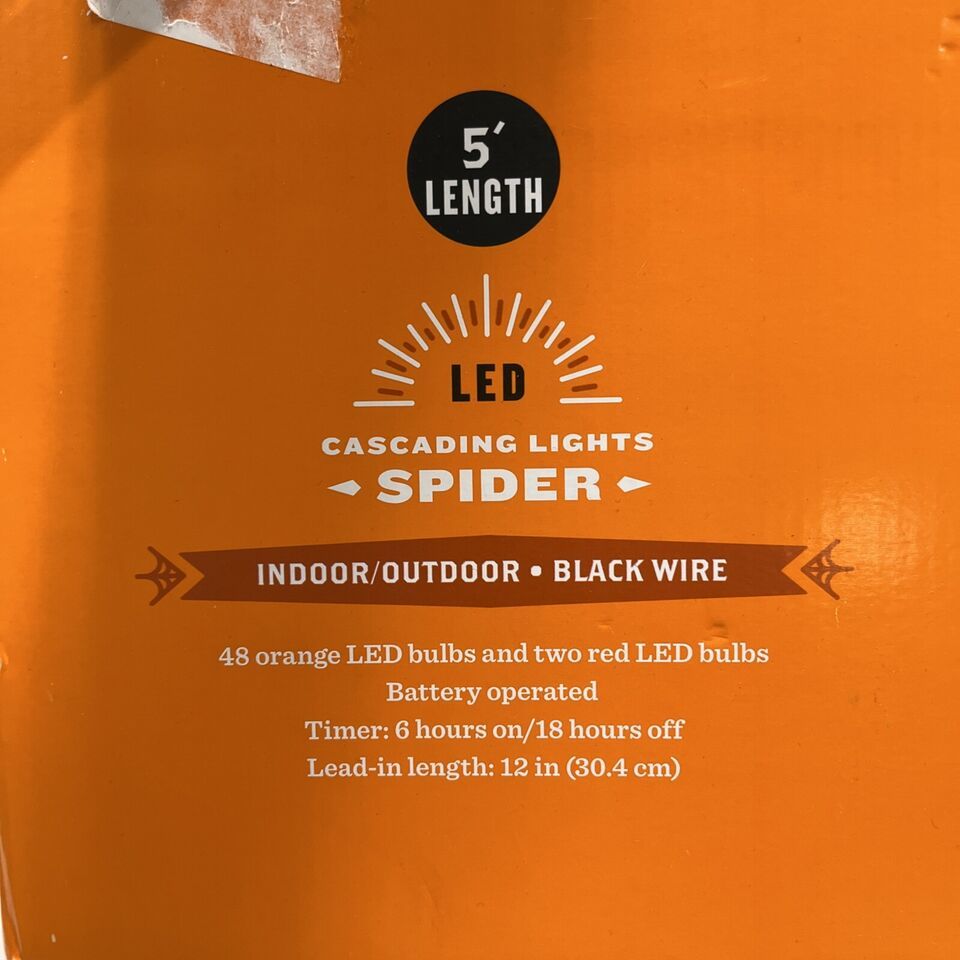 5′
LENGTH
LED
CASCADING LIGHTS
SPIDER
INDOOR/OUTDOOR • BLACK WIRE
48 orange LED bulbs and two red LED bulbs
Battery operated
Timer: 6 hours on/18 hours off
Lead-in length: 12 in (30.4 cm)